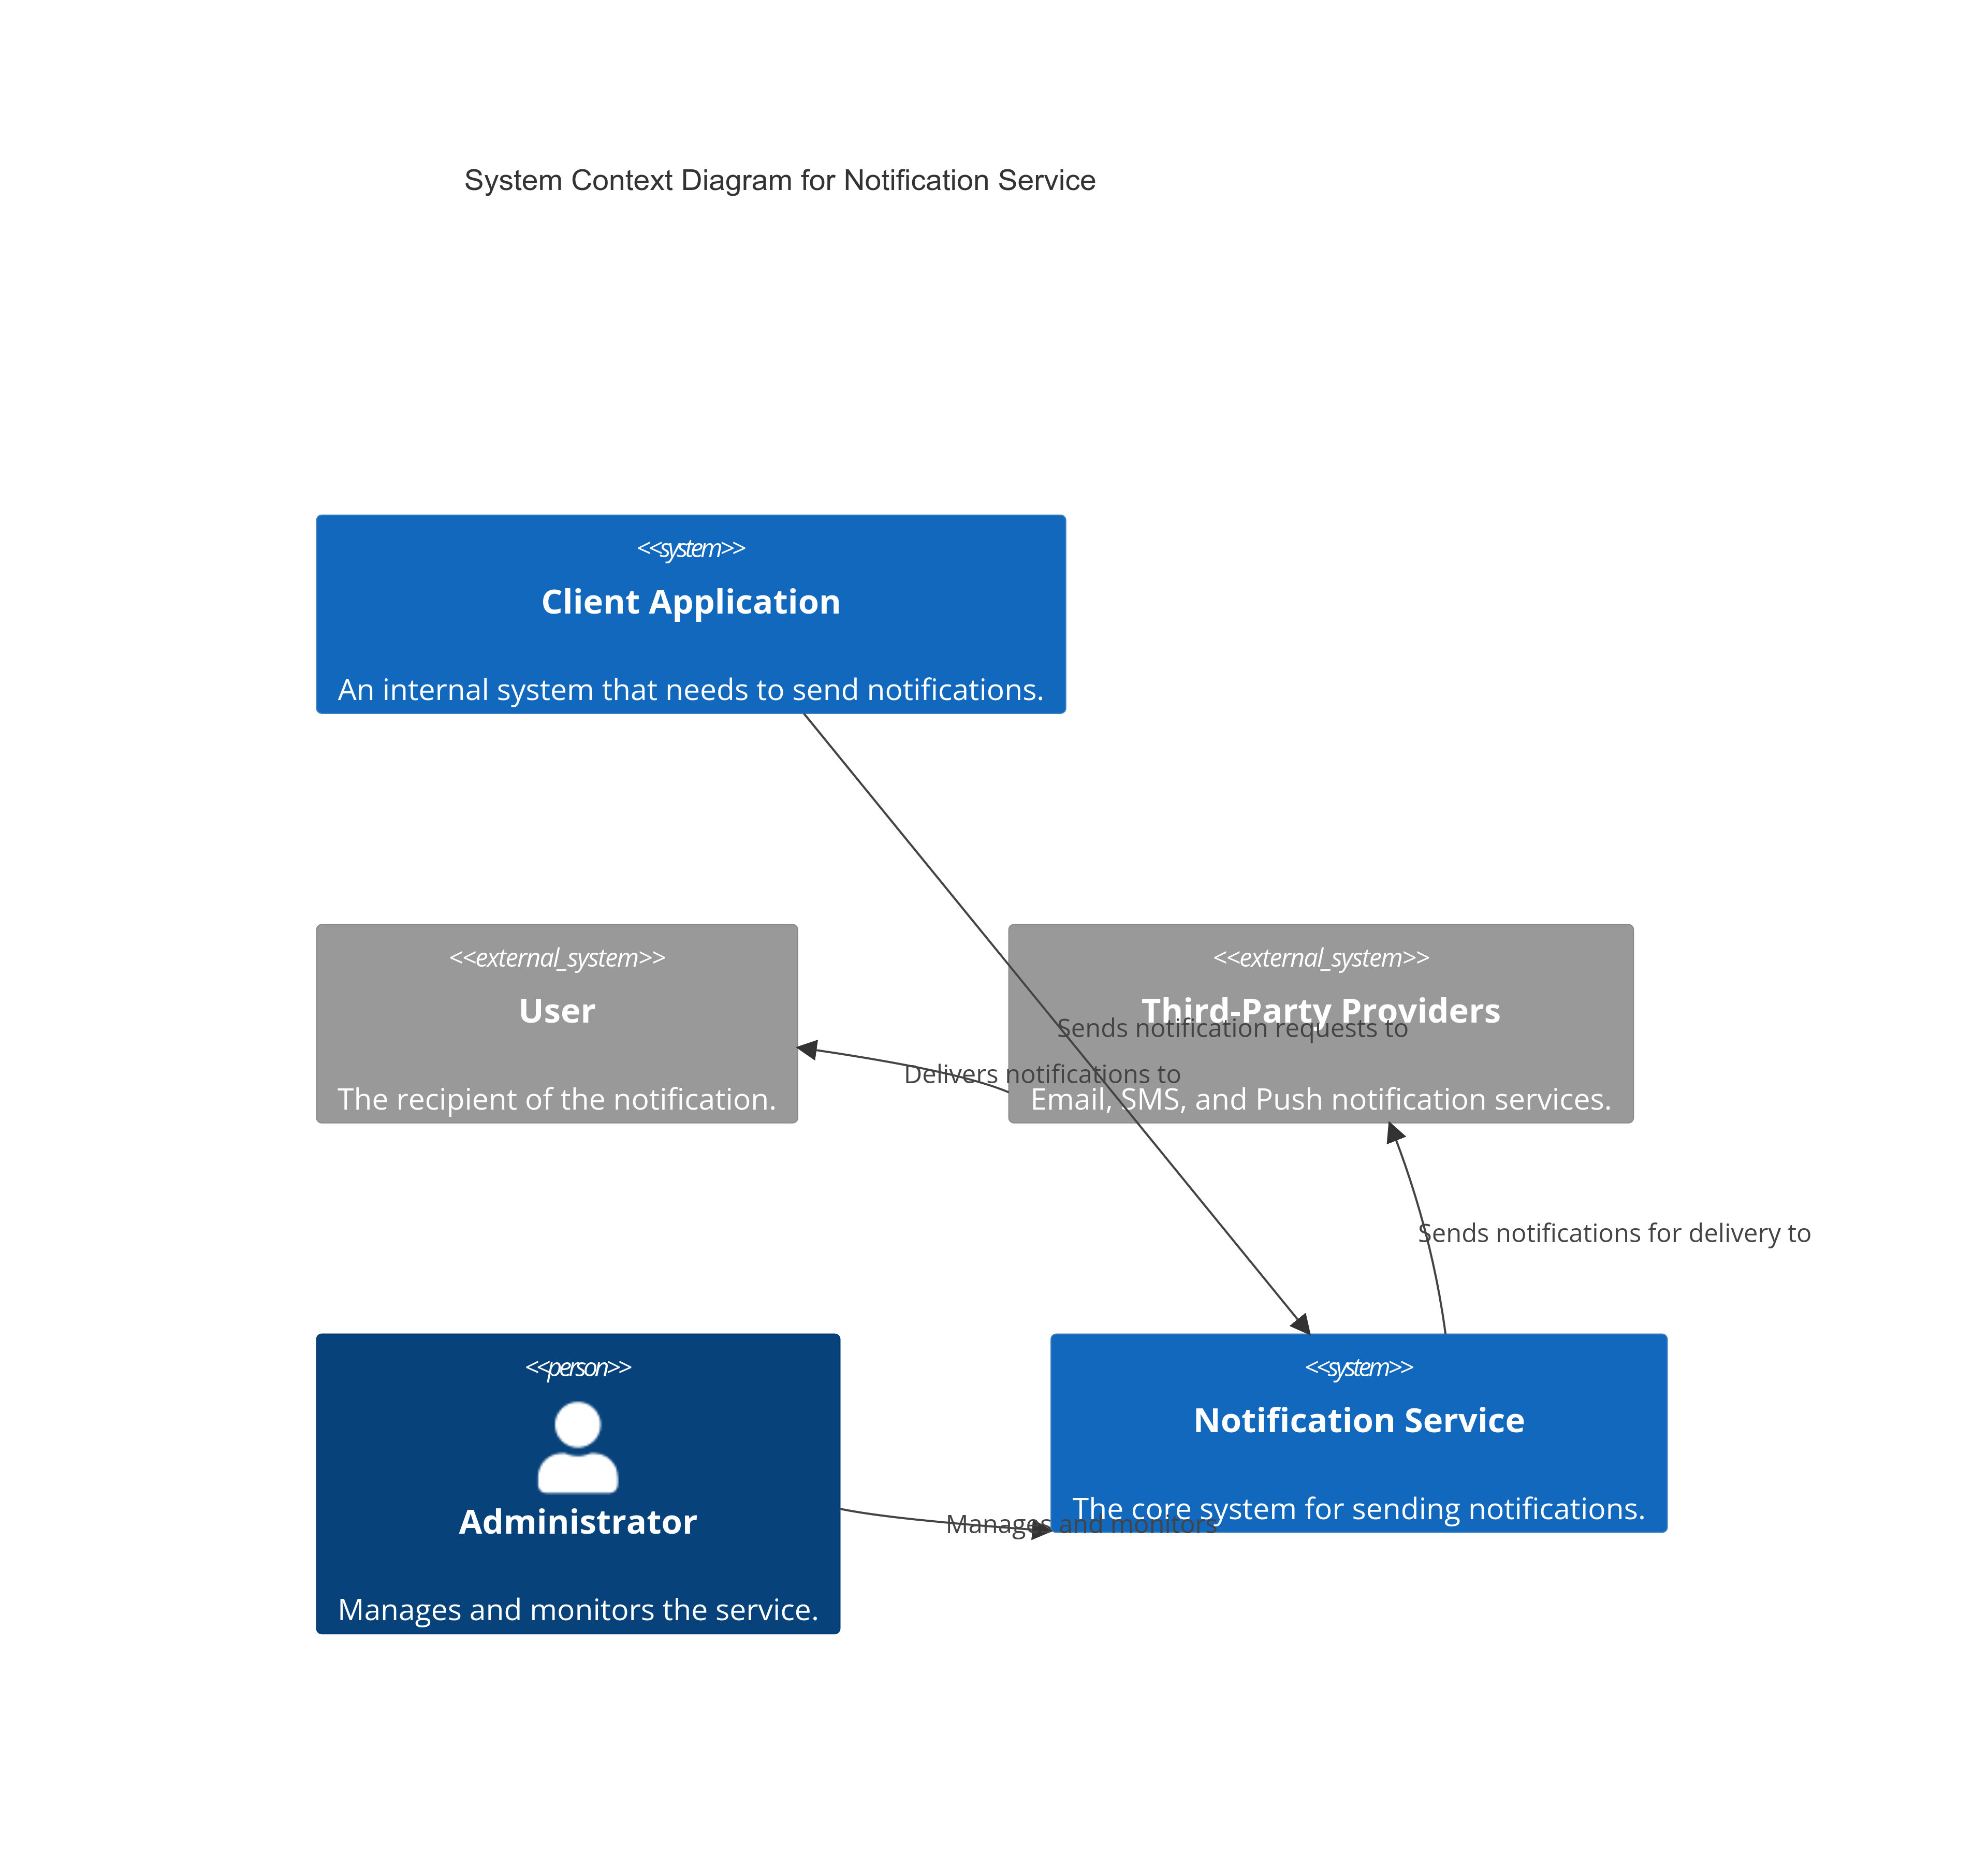 System Context Diagram for Notification Service
<<system>>
Client Application
An internal system that needs to send notifications.
<<external_system>>
User
The recipient of the notification.
<<external_system>>
Third-Party Providers
Email, SMS, and Push notification services.
Sends notification requests to
Delivers notifications to
Sends notifications for delivery to
<<person>>
Administrator
Manages and monitors the service.
Manages and monitors
<<system>>
Notification Service
The core system for sending notifications.